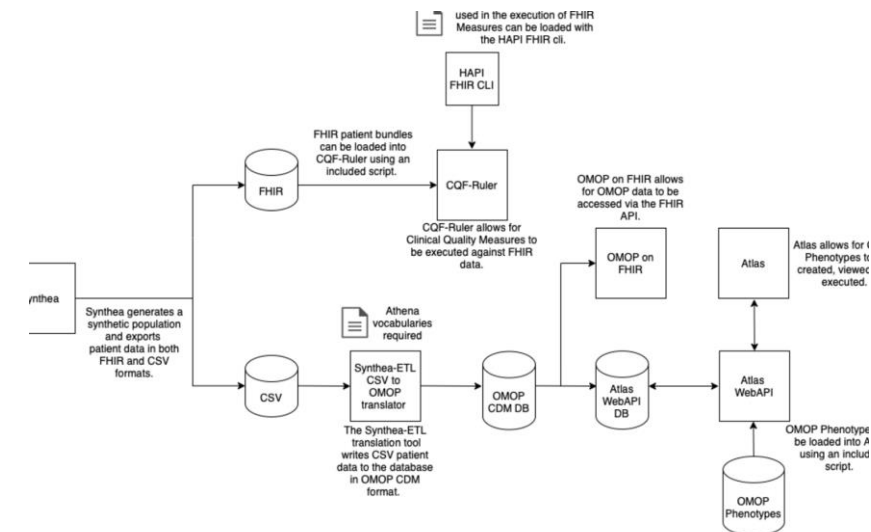 used in the execution of FHIR
Measures can be loaded with
the HAPI FHIR cli.
HAPI
FHIR CLI
FHIR patient bundles
can be loaded into
CQF-Ruler using an
included script.
FHIR
CQF-Ruler
CQF-Ruler allows for
Clinical Quality Measures to
be executed against FHIR
data.
OMOP on FHIR allows
for OMOP data to be
accessed via the FHIR
API.
OMOP on
FHIR
Atlas
Atlas allows for
Phenotypes
created, viewed
executed.
Synthea generates a
synthetic population
and exports
patient data in both
FHIR and CSV
formats.
Athena
vocabularies
required
CSV
Synthea-ETL
CSV to
OMOP
translator
The Synthea-ETL
translation tool
writes CSV patient
data to the database
in OMOP CDM
format.
OMOP
CDM DB
Atlas
WebAPI
DB
Atlas
WebAPI
OMOP
be loaded into
using an
script.
OMOP
Phenotypes